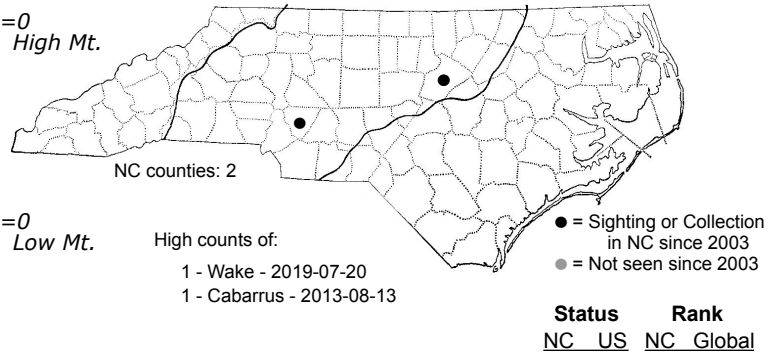 =0
High Mt.
NC counties: 2
=0
Low Mt.
High counts of:
1 - Wake - 2019-07-20
1 - Cabarrus - 2013-08-13
● = Sighting or Collection
in NC since 2003
● = Not seen since 2003
Status Rank
NC US NC Global